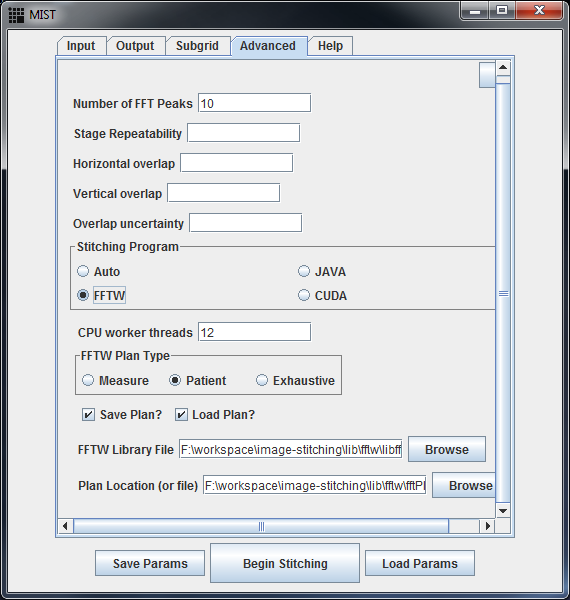 MIST
Input Output Subgrid Advanced Help
Number of FFT Peaks 10
Stage Repeatability
Horizontal overlap
Vertical overlap
Overlap uncertainty
Stitching Program
Auto JAVA
FFTW CUDA
CPU worker threads 12
FFTW Plan Type
Measure Patient Exhaustive
Save Plan? Load Plan?
FFTW Library File F:\workspace\image-stitching\lib\fftw\libff Browse
Plan Location (or file) F:\workspace\image-stitching\lib\fftw\fftPl Browse
Save Params Begin Stitching Load Params